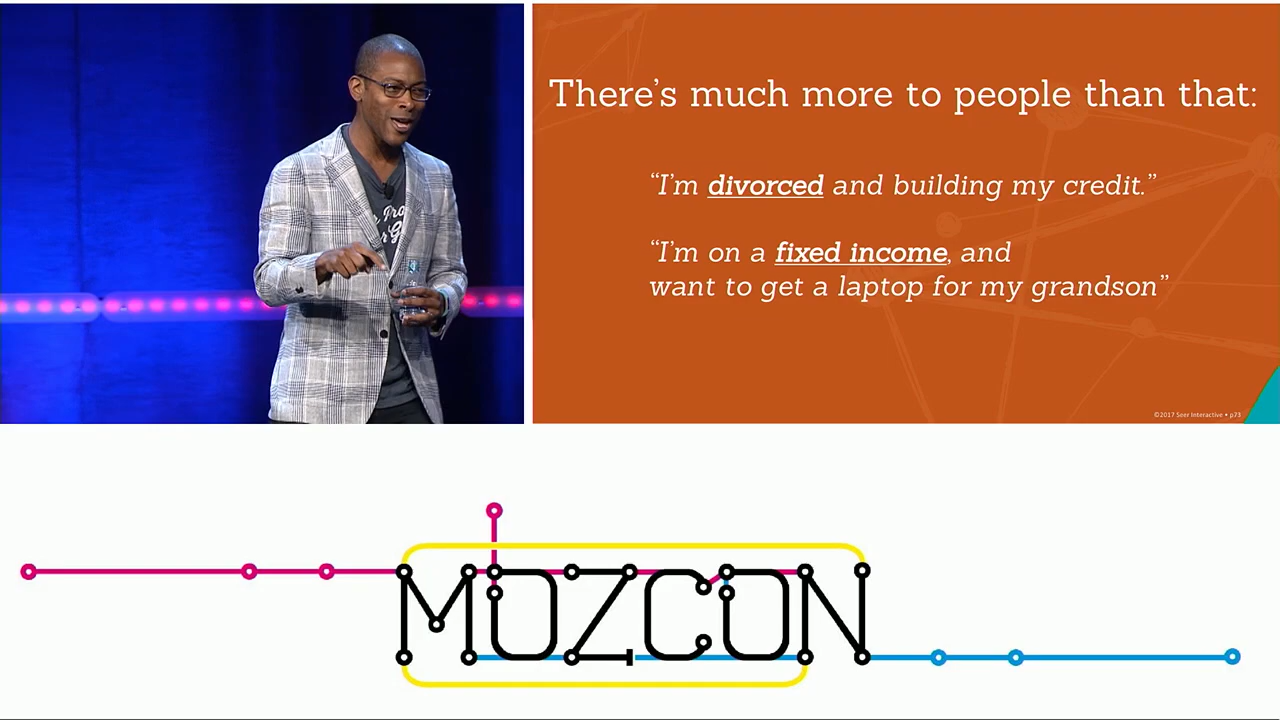 There's much more to people than that:
“I'm divorced and building my credit.”
“I'm on a fixed income, and
want to get a laptop for my grandson”
©2017 Seer Interactive • p73
MOZCON